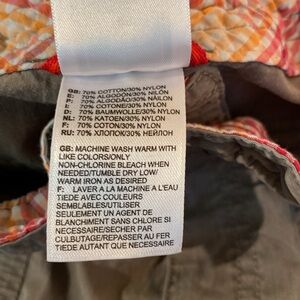 GB: 70% COTTON/30% NYLON
E: 70% ALGODÓN/30% NILÓN
P: 70% ALGODÃO/30% NÁILON
I: 70% COTONE/30% NYLON
D: 70% BAUMWOLLE/30% NYLON
NL: 70% KATOEN/30% NYLON
F: 70% COTON/30% NYLON
RU: 70% ХЛОПОК/30% НЕЙЛОН
GB: MACHINE WASH WARM WITH
LIKE COLORS/ONLY
NON-CHLORINE BLEACH WHEN
NEEDED/TUMBLE DRY LOW/
WARM IRON AS DESIRED
F: LAVER A LA MACHINE A L'EAU
TIEDE AVEC COULEURS
SEMBLABLES/UTILISER
SEULEMENT UN AGENT DE
BLANCHIMENT SANS CHLORE SI
NECESSAIRE/SECHER PAR
CULBUTAGE/REPASSER AU FER
TIEDE AUTANT QUE NECESSAIRE